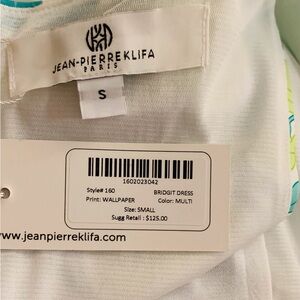 JEAN-PIERREKLIFA
PARIS
S
1602023042
Style# 160 BRIDGIT DRESS
Print: WALLPAPER Color: MULTI
Size: SMALL
Sugg Retail : $125.00
www.jeanpierreklifa.com